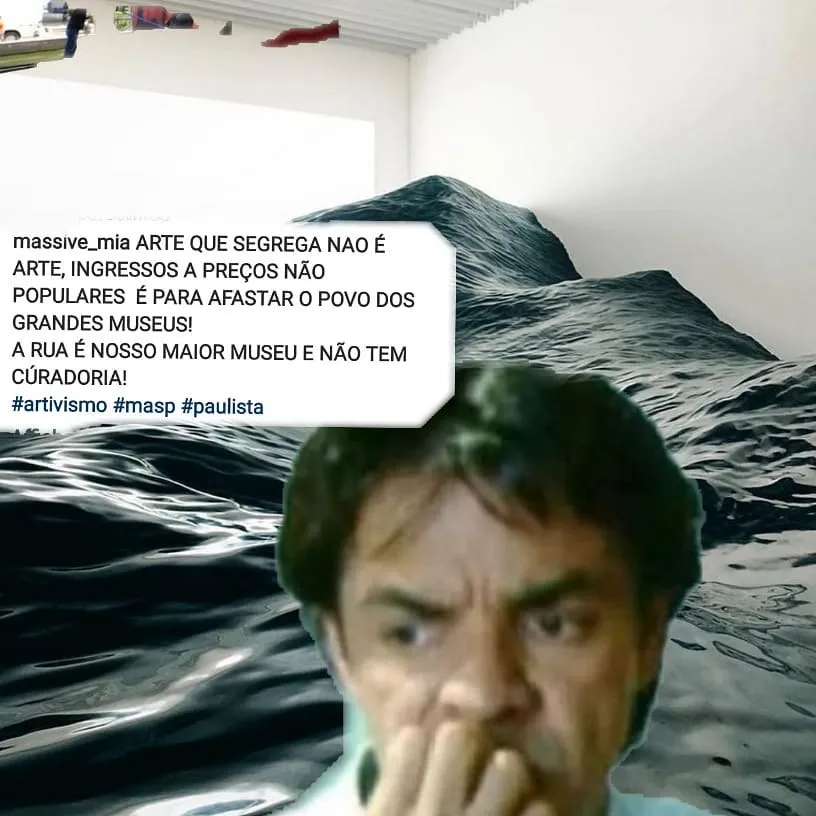 massive_mia ARTE QUE SEGREGA NAO É
ARTE, INGRESSOS A PREÇOS NÃO
POPULARES É PARA AFASTAR O POVO DOS
GRANDES MUSEUS!
A RUA É NOSSO MAIOR MUSEU E NÃO TEM
CÚRADORIA!
#artivismo #masp #paulista